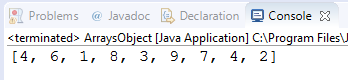 Problems @ Javadoc Declaration Console
<terminated> ArraysObject [Java Application] C:\Program Files\J
[4, 6, 1, 8, 3, 9, 7, 4, 2]